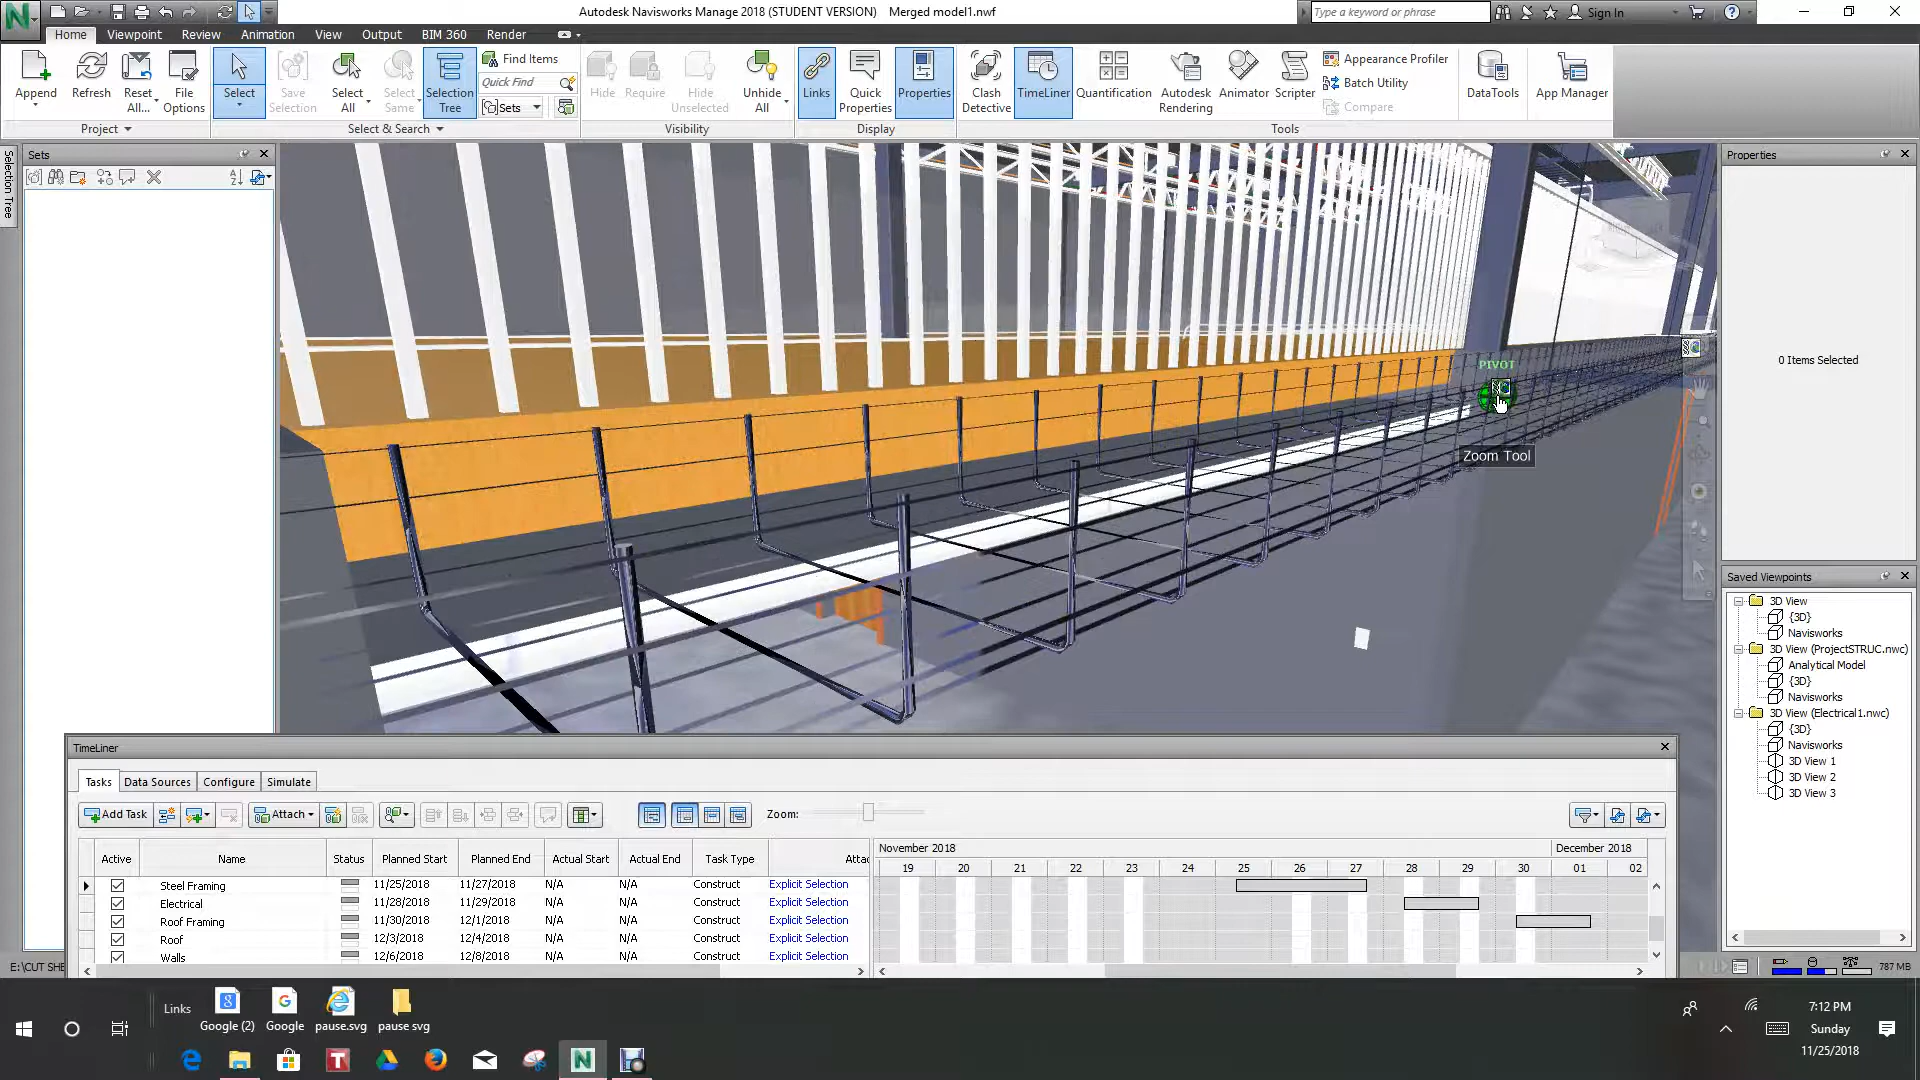 Autodesk Navisworks Manage 2018 (STUDENT VERSION) Merged model1.nwf
Type a keyword or phrase
Sign In
Home Viewpoint Review Animation View Output BIM 360 Render
Append
Refresh
Reset All...
File Options
Project
Select
Save Selection
Select All
Select Same
Selection Tree
Find Items
Quick Find
Sets
Select & Search
Hide
Require
Hide Unselected
Unhide All
Visibility
Links
Quick Properties
Properties
Display
Clash Detective
TimeLiner
Quantification
Autodesk Rendering
Animator
Scripter
Appearance Profiler
Batch Utility
Compare
Tools
DataTools
App Manager
Selection Tree
Sets
PIVOT
Zoom Tool
Properties
0 Items Selected
Saved Viewpoints
3D View
{3D}
Navisworks
3D View (ProjectSTRUC.nwc)
Analytical Model
{3D}
Navisworks
3D View (Electrical1.nwc)
{3D}
Navisworks
3D View 1
3D View 2
3D View 3
TimeLiner
Tasks Data Sources Configure Simulate
Add Task Attach Zoom:
Active Name Status Planned Start Planned End Actual Start Actual End Task Type Attac
Steel Framing 11/25/2018 11/27/2018 N/A N/A Construct Explicit Selection
Electrical 11/28/2018 11/29/2018 N/A N/A Construct Explicit Selection
Roof Framing 11/30/2018 12/1/2018 N/A N/A Construct Explicit Selection
Roof 12/3/2018 12/4/2018 N/A N/A Construct Explicit Selection
Walls 12/6/2018 12/8/2018 N/A N/A Construct Explicit Selection
November 2018 December 2018
19 20 21 22 23 25 26 27 28 29 30 01 02
E:\CUT SHE
787 MB
Links
Google (2)
Google
pause.svg
pause svg
7:12 PM
Sunday
11/25/2018